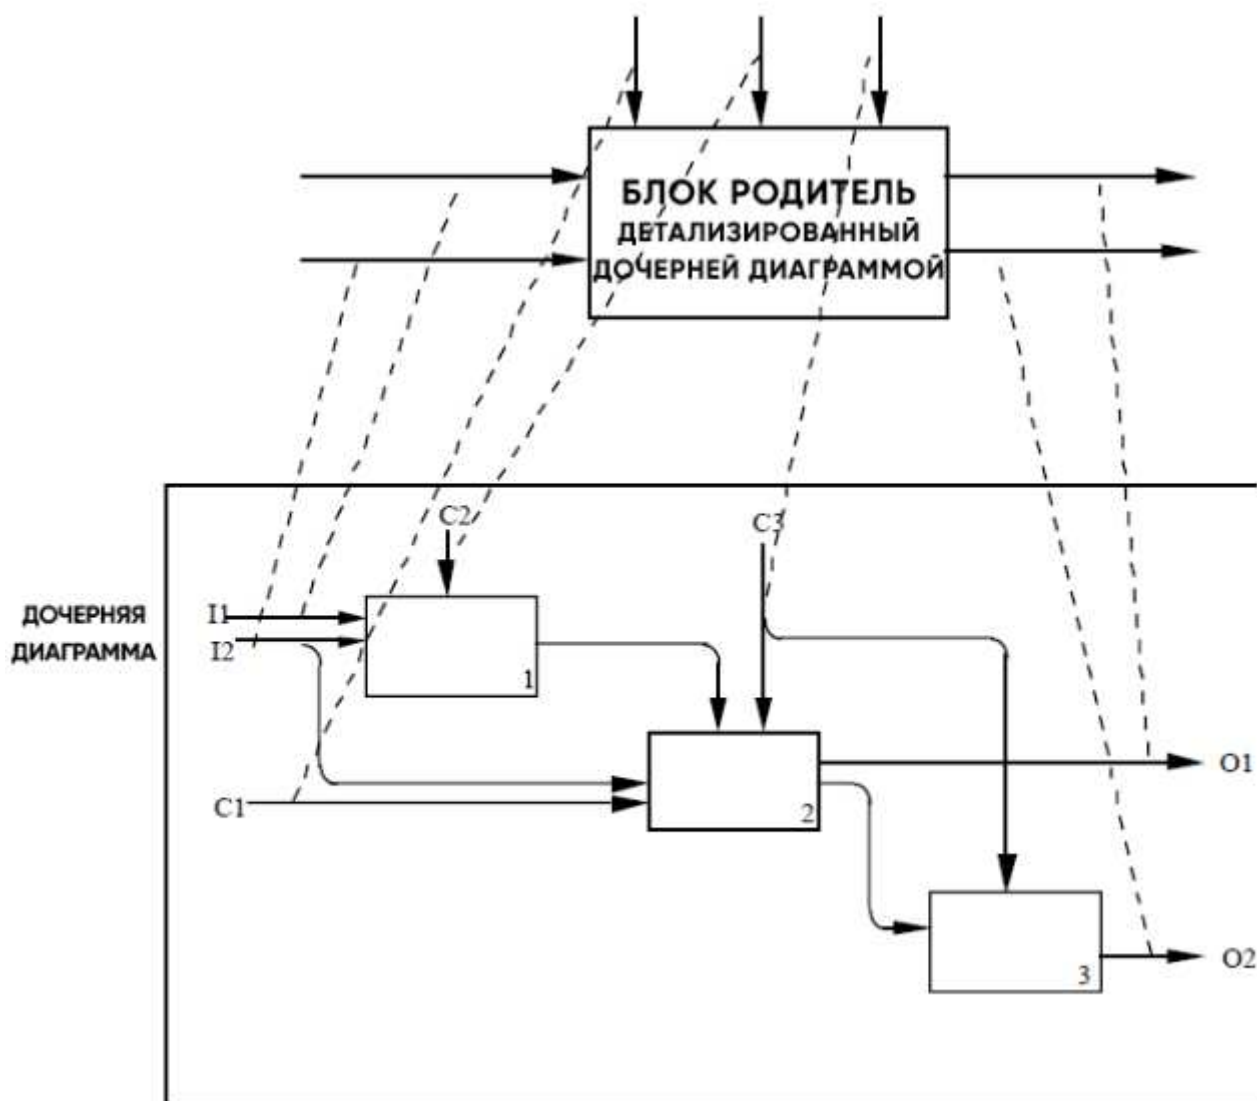 БЛОК РОДИТЕЛЬ
ДЕТАЛИЗИРОВАННЫЙ
ДОЧЕРНЕЙ ДИАГРАММОЙ
C2
C3
ДОЧЕРНЯЯ
ДИАГРАММА
I1
I2
1
C1
2
O1
3
O2